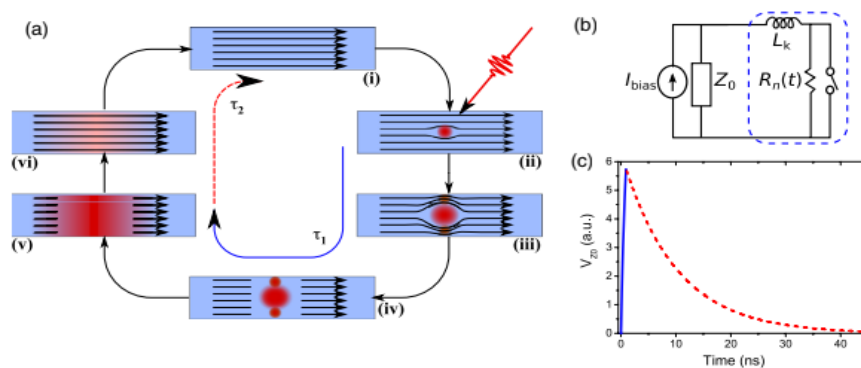 (a)
(i)
τ2
(vi)
(ii)
(v)
τ1
(iii)
(iv)
(b)
Lk
Ibias
Z0
Rn(t)
(c)
6
5
4
3
2
1
0
VZ0 (a.u.)
0 10 20 30 40
Time (ns)